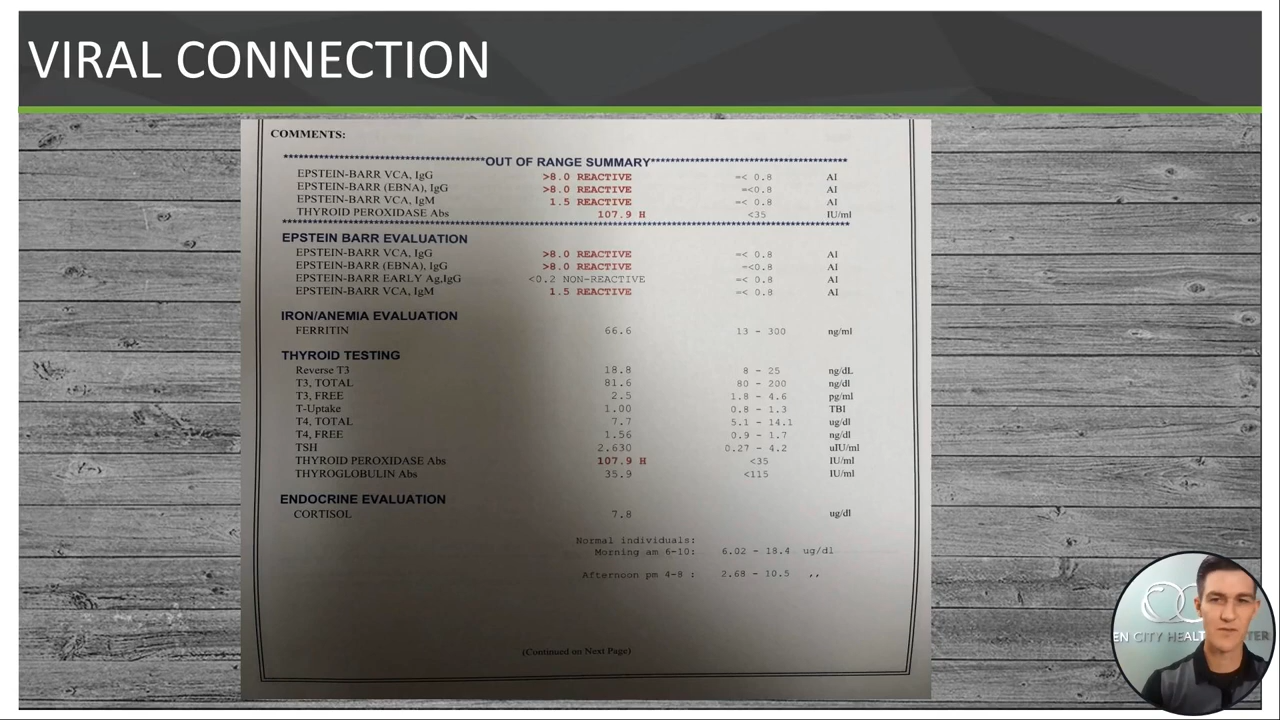 VIRAL CONNECTION
COMMENTS:
************************************************OUT OF RANGE SUMMARY************************************************
EPSTEIN-BARR VCA, IgG >8.0 REACTIVE =< 0.8 AI
EPSTEIN-BARR (EBNA), IgG >8.0 REACTIVE =<0.8 AI
EPSTEIN-BARR VCA, IgM 1.5 REACTIVE =< 0.8 AI
THYROID PEROXIDASE Abs 107.9 H <35 IU/ml
EPSTEIN BARR EVALUATION
EPSTEIN-BARR VCA, IgG >8.0 REACTIVE =< 0.8 AI
EPSTEIN-BARR (EBNA), IgG >8.0 REACTIVE =<0.8 AI
EPSTEIN-BARR EARLY Ag,IgG <0.2 NON-REACTIVE =< 0.8 AI
EPSTEIN-BARR VCA, IgM 1.5 REACTIVE =< 0.8 AI
IRON/ANEMIA EVALUATION
FERRITIN 66.6 13 - 300 ng/ml
THYROID TESTING
Reverse T3 18.8 8 - 25 ng/dL
T3, TOTAL 81.6 80 - 200 ng/dl
T3, FREE 2.5 1.8 - 4.6 pg/ml
T-Uptake 1.00 0.8 - 1.3 TBI
T4, TOTAL 7.7 5.1 - 14.1 ug/dl
T4, FREE 1.56 0.9 - 1.7 ng/dl
TSH 2.630 0.27 - 4.2 uIU/ml
THYROID PEROXIDASE Abs 107.9 H <35 IU/ml
THYROGLOBULIN Abs 35.9 <115 IU/ml
ENDOCRINE EVALUATION
CORTISOL 7.8 ug/dl
Normal individuals:
Morning am 6-10: 6.02 - 18.4 ug/dl
Afternoon pm 4-8 : 2.68 - 10.5 ,,
(Continued on Next Page)
EN CITY HEALT TER